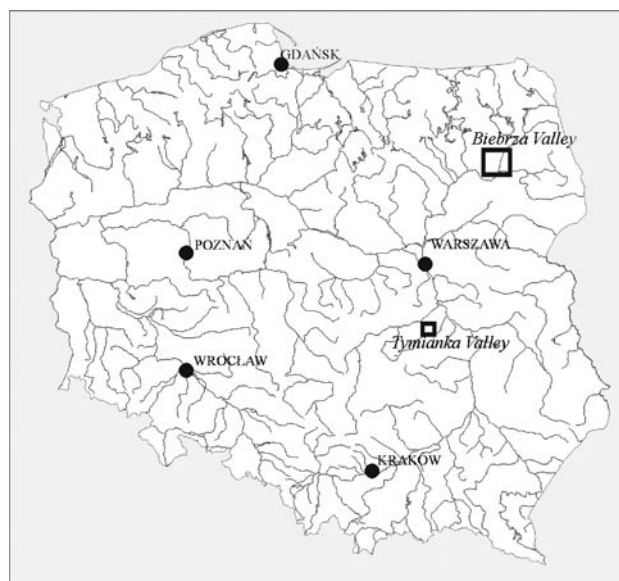 GDAŃSK
Biebrza Valley
POZNAŃ
WARSZAWA
Tymianka Valley
WROCŁAW
KRAKÓW